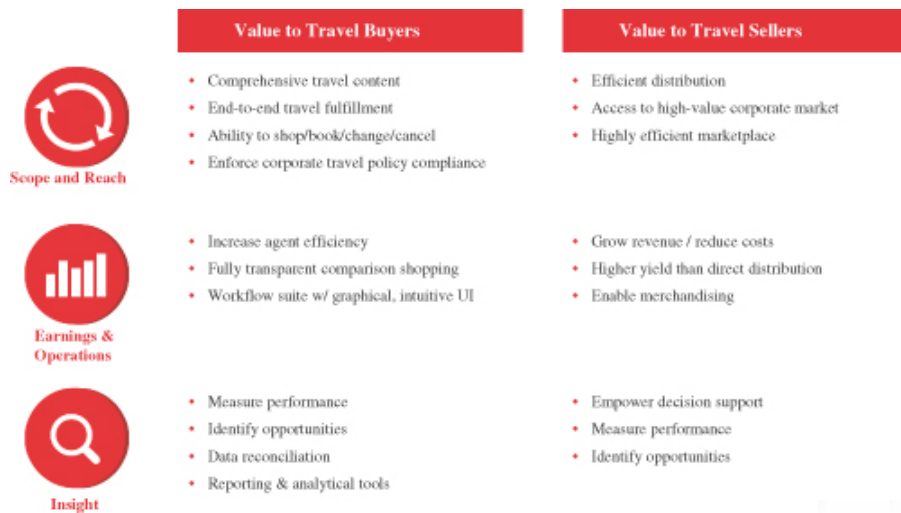 Value to Travel Buyers
Value to Travel Sellers
Scope and Reach
• Comprehensive travel content
• End-to-end travel fulfillment
• Ability to shop/book/change/cancel
• Enforce corporate travel policy compliance
• Efficient distribution
• Access to high-value corporate market
• Highly efficient marketplace
Earnings &
Operations
• Increase agent efficiency
• Fully transparent comparison shopping
• Workflow suite w/ graphical, intuitive UI
• Grow revenue / reduce costs
• Higher yield than direct distribution
• Enable merchandising
Insight
• Measure performance
• Identify opportunities
• Data reconciliation
• Reporting & analytical tools
• Empower decision support
• Measure performance
• Identify opportunities